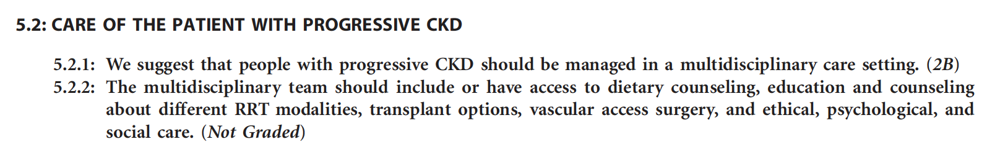 5.2: CARE OF THE PATIENT WITH PROGRESSIVE CKD
5.2.1: We suggest that people with progressive CKD should be managed in a multidisciplinary care setting. (2B)
5.2.2: The multidisciplinary team should include or have access to dietary counseling, education and counseling
about different RRT modalities, transplant options, vascular access surgery, and ethical, psychological, and
social care. (Not Graded)